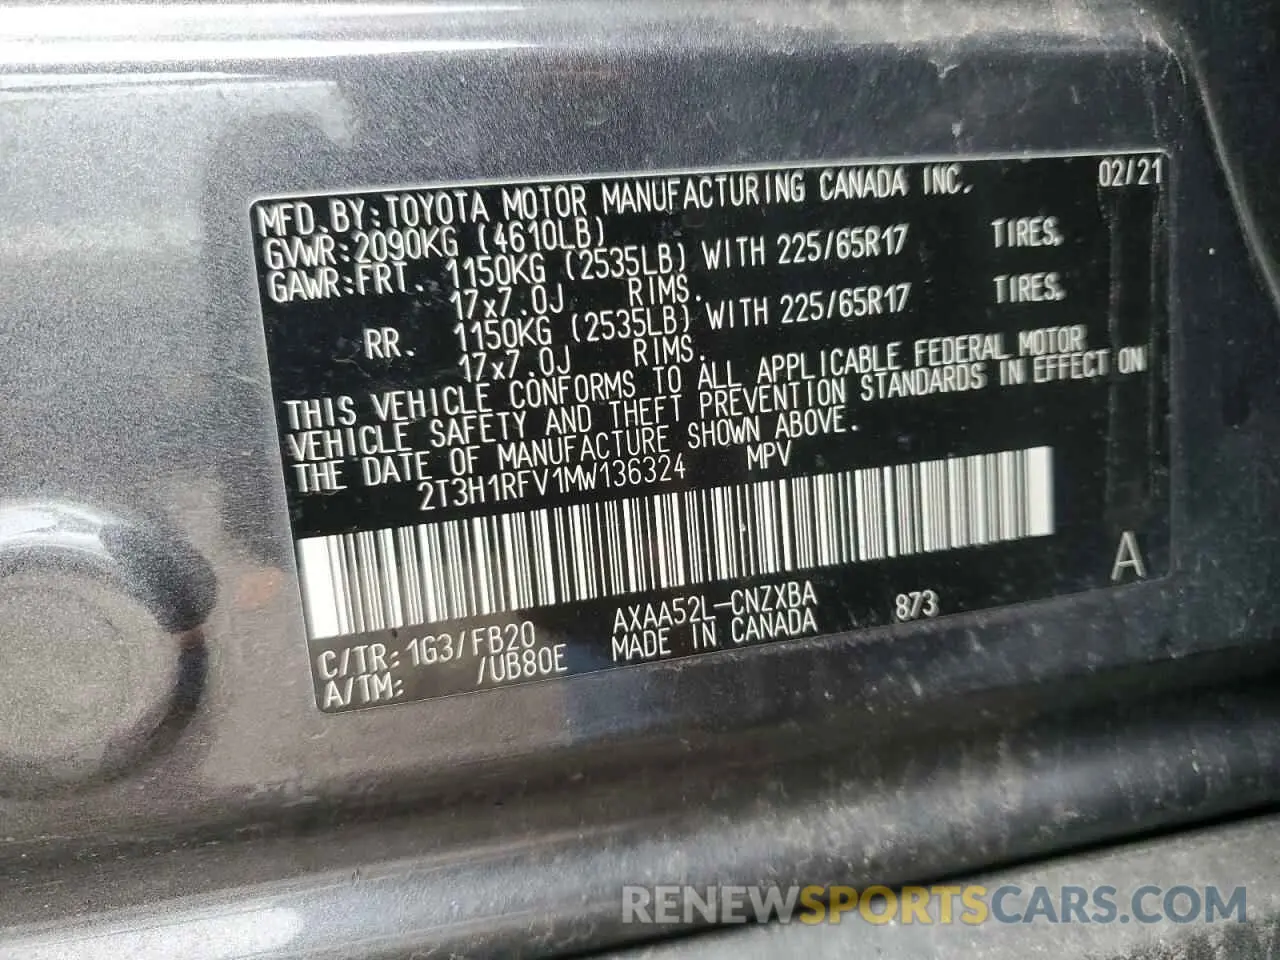 MFD.BY:TOYOTA MOTOR MANUFACTURING CANADA INC. 02/21
GVWR:2090KG (4610LB)
GAWR:FRT. 1150KG (2535LB) WITH 225/65R17 TIRES,
17x7.0J RIMS.
RR. 1150KG (2535LB) WITH 225/65R17 TIRES,
17x7.0J RIMS.
THIS VEHICLE CONFORMS TO ALL APPLICABLE FEDERAL MOTOR
VEHICLE SAFETY AND THEFT PREVENTION STANDARDS IN EFFECT ON
THE DATE OF MANUFACTURE SHOWN ABOVE.
2T3H1RFV1MW136324 MPV
A
C/TR:1G3/FB20 AXAA52L-CNZXBA 873
A/TM: /UB80E MADE IN CANADA
RENEWSPORTSCARS.COM